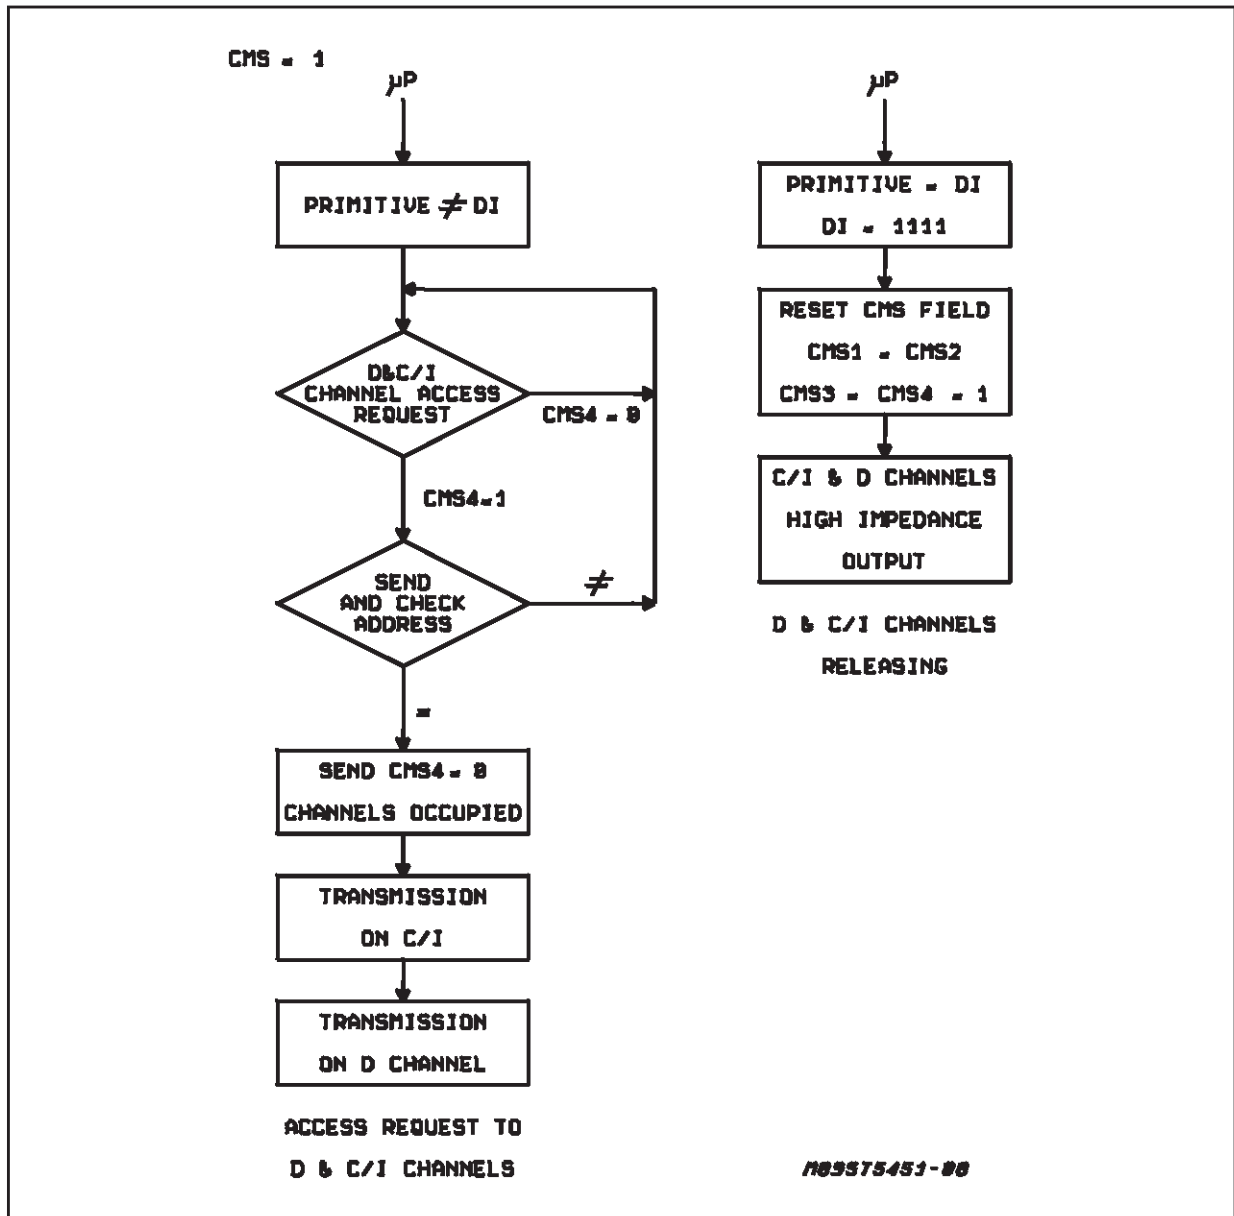 CMS = 1
µP
PRIMITIVE ≠ DI
D&C/I
CHANNEL ACCESS
REQUEST
CMS4 = 0
CMS4=1
SEND
AND CHECK
ADDRESS
≠
=
SEND CMS4 = 0
CHANNELS OCCUPIED
TRANSMISSION
ON C/I
TRANSMISSION
ON D CHANNEL
ACCESS REQUEST TO
D & C/I CHANNELS
µP
PRIMITIVE = DI
DI = 1111
RESET CMS FIELD
CMS1 = CMS2
CMS3 = CMS4 = 1
C/I & D CHANNELS
HIGH IMPEDANCE
OUTPUT
D & C/I CHANNELS
RELEASING